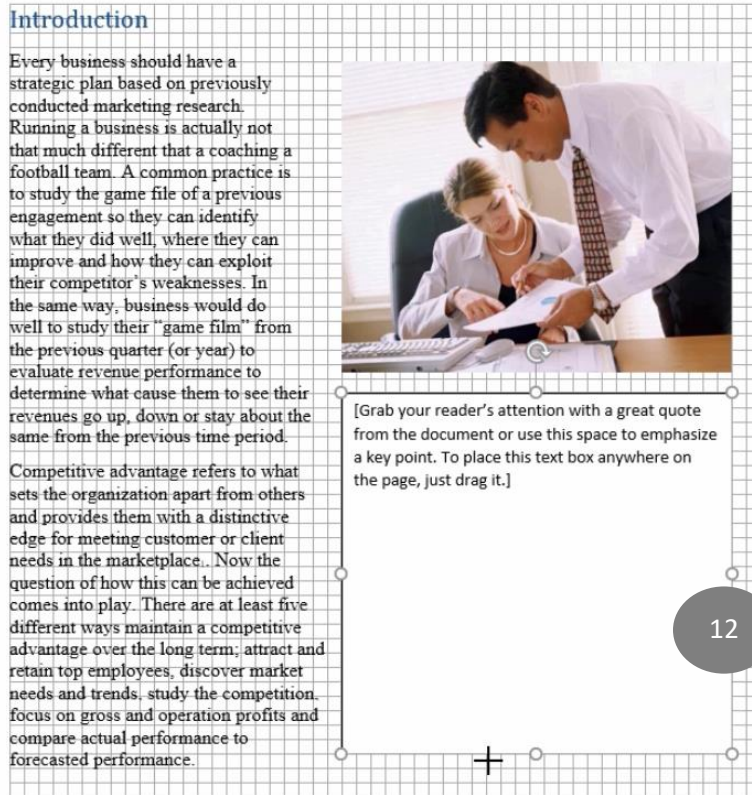 Introduction
Every business should have a
strategic plan based on previously
conducted marketing research.
Running a business is actually not
that much different that a coaching a
football team. A common practice is
to study the game file of a previous
engagement so they can identify
what they did well, where they can
improve and how they can exploit
their competitor's weaknesses. In
the same way, business would do
well to study their "game film" from
the previous quarter (or year) to
evaluate revenue performance to
determine what cause them to see their
revenues go up, down or stay about the
same from the previous time period.
Competitive advantage refers to what
sets the organization apart from others
and provides them with a distinctive
edge for meeting customer or client
needs in the marketplace.. Now the
question of how this can be achieved
comes into play. There are at least five
different ways maintain a competitive
advantage over the long term; attract and
retain top employees, discover market
needs and trends, study the competition,
focus on gross and operation profits and
compare actual performance to
forecasted performance.
[Grab your reader's attention with a great quote
from the document or use this space to emphasize
a key point. To place this text box anywhere on
the page, just drag it.]
12